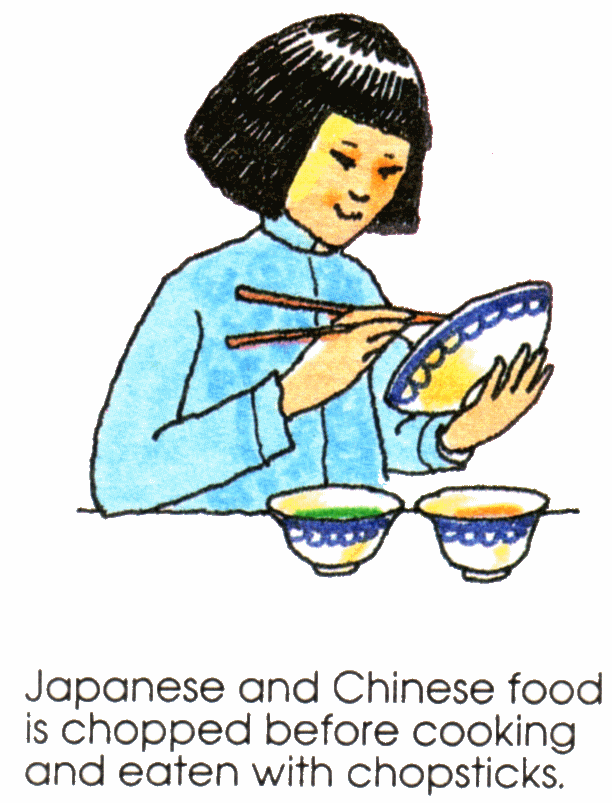 Japanese and Chinese food
is chopped before cooking
and eaten with chopsticks.